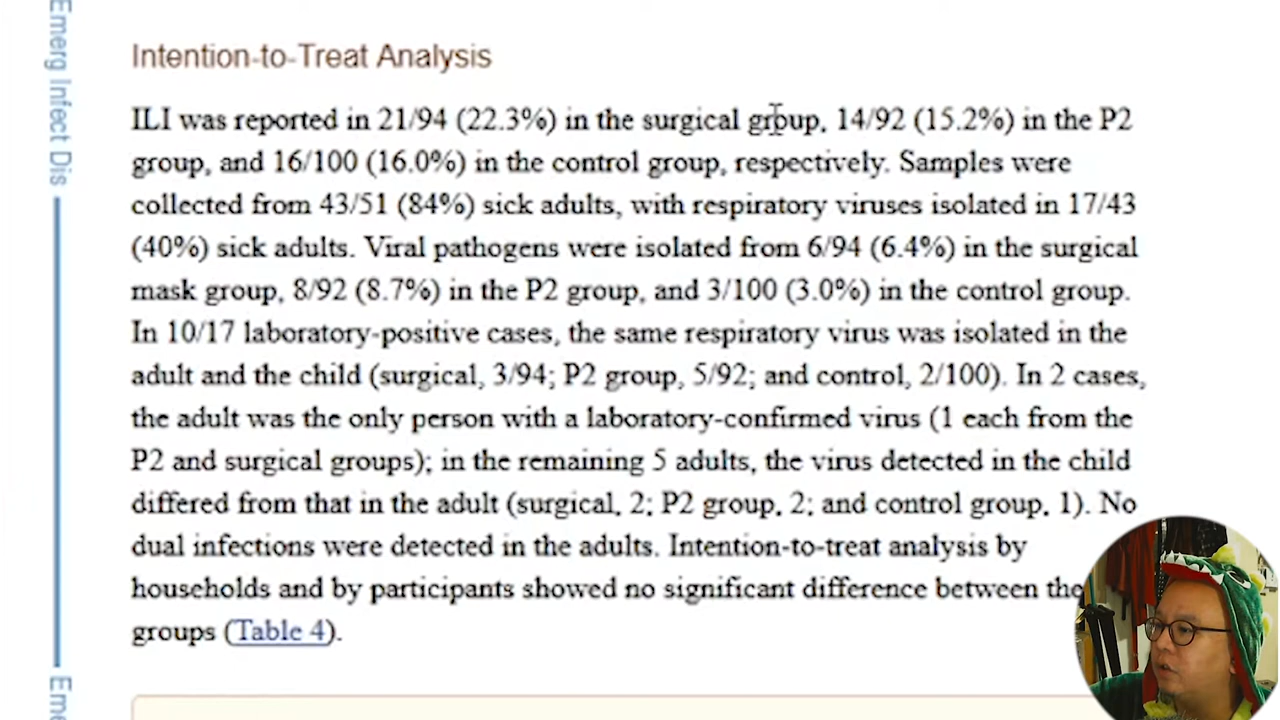 Emerg Infect Dis
Intention-to-Treat Analysis
ILI was reported in 21/94 (22.3%) in the surgical group, 14/92 (15.2%) in the P2
group, and 16/100 (16.0%) in the control group, respectively. Samples were
collected from 43/51 (84%) sick adults, with respiratory viruses isolated in 17/43
(40%) sick adults. Viral pathogens were isolated from 6/94 (6.4%) in the surgical
mask group, 8/92 (8.7%) in the P2 group, and 3/100 (3.0%) in the control group.
In 10/17 laboratory-positive cases, the same respiratory virus was isolated in the
adult and the child (surgical, 3/94; P2 group, 5/92; and control, 2/100). In 2 cases,
the adult was the only person with a laboratory-confirmed virus (1 each from the
P2 and surgical groups); in the remaining 5 adults, the virus detected in the child
differed from that in the adult (surgical, 2; P2 group, 2; and control group, 1). No
dual infections were detected in the adults. Intention-to-treat analysis by
households and by participants showed no significant difference between the
groups (Table 4).